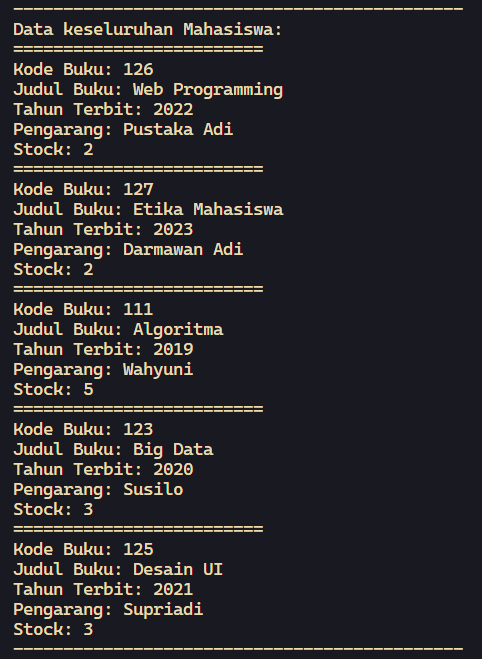 ---------------------------------------------
Data keseluruhan Mahasiswa:
=========================
Kode Buku: 126
Judul Buku: Web Programming
Tahun Terbit: 2022
Pengarang: Pustaka Adi
Stock: 2
=========================
Kode Buku: 127
Judul Buku: Etika Mahasiswa
Tahun Terbit: 2023
Pengarang: Darmawan Adi
Stock: 2
=========================
Kode Buku: 111
Judul Buku: Algoritma
Tahun Terbit: 2019
Pengarang: Wahyuni
Stock: 5
=========================
Kode Buku: 123
Judul Buku: Big Data
Tahun Terbit: 2020
Pengarang: Susilo
Stock: 3
=========================
Kode Buku: 125
Judul Buku: Desain UI
Tahun Terbit: 2021
Pengarang: Supriadi
Stock: 3
---------------------------------------------